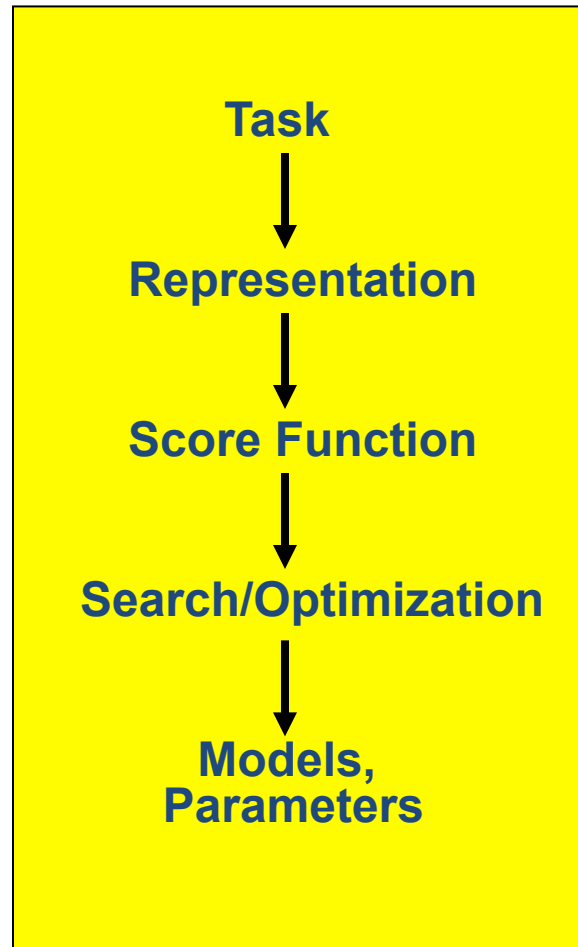 Task
Representation
Score Function
Search/Optimization
Models,
Parameters